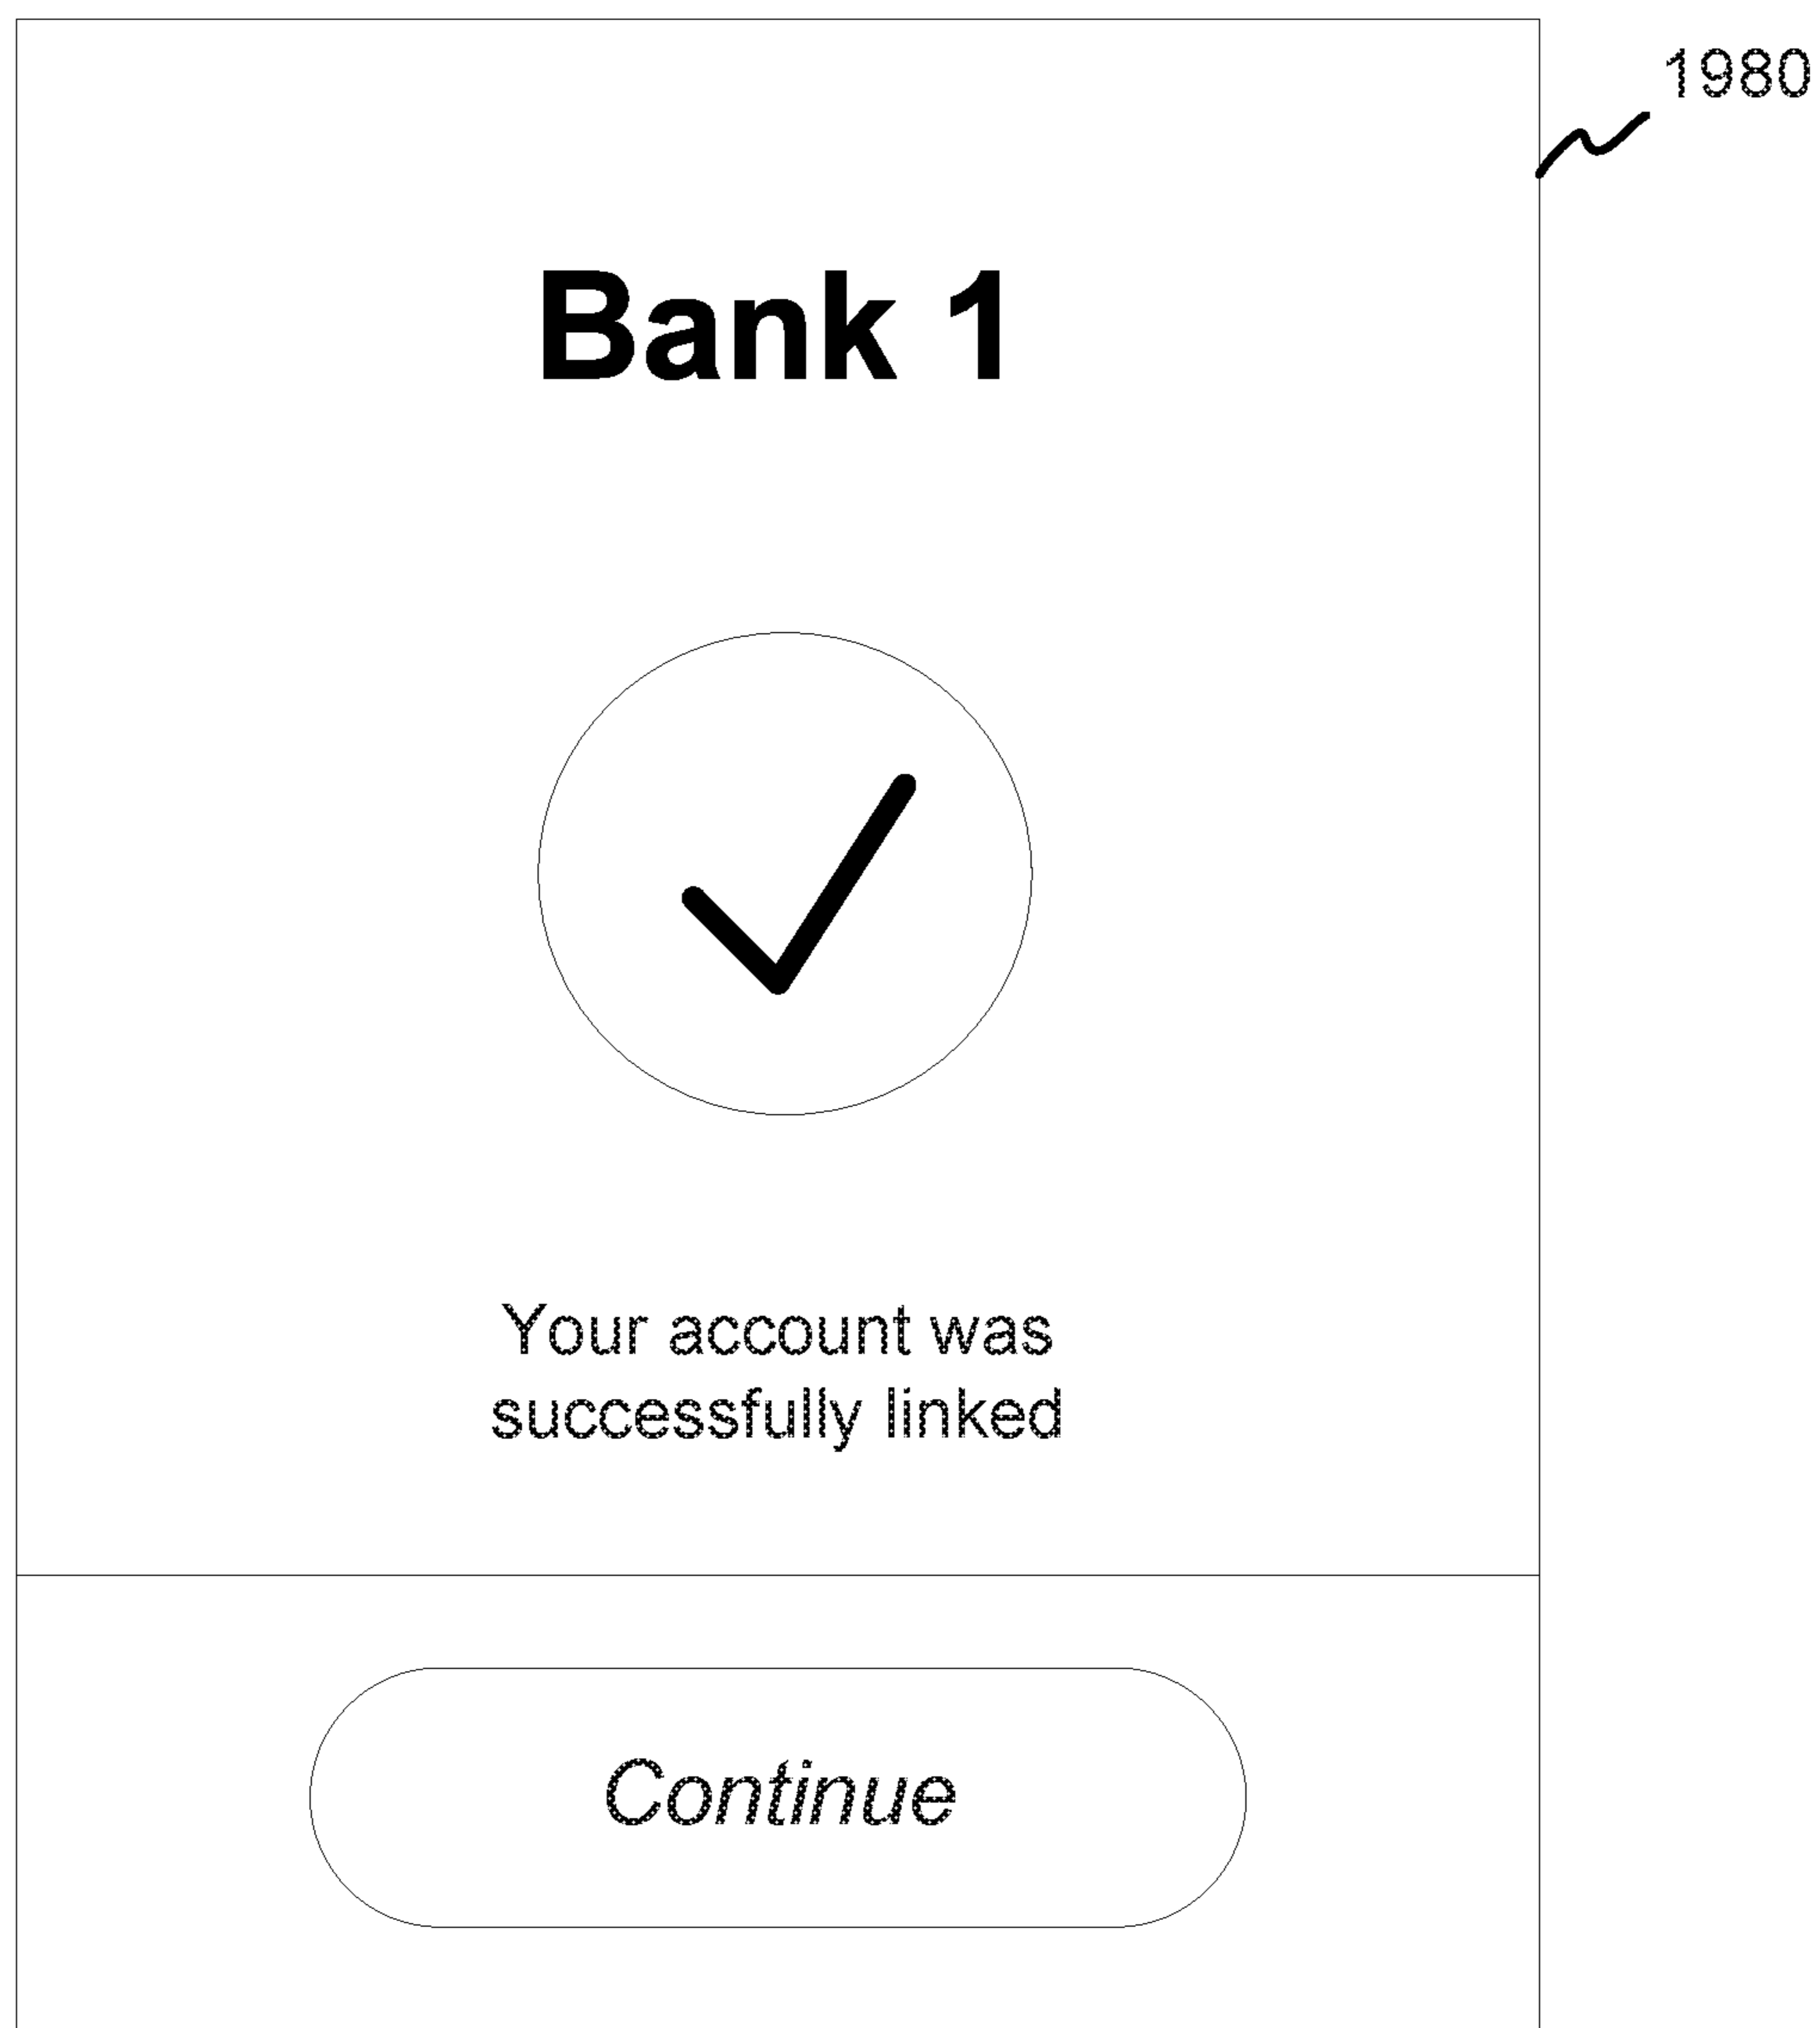 1980
Bank 1
Your account was
successfully linked
Continue